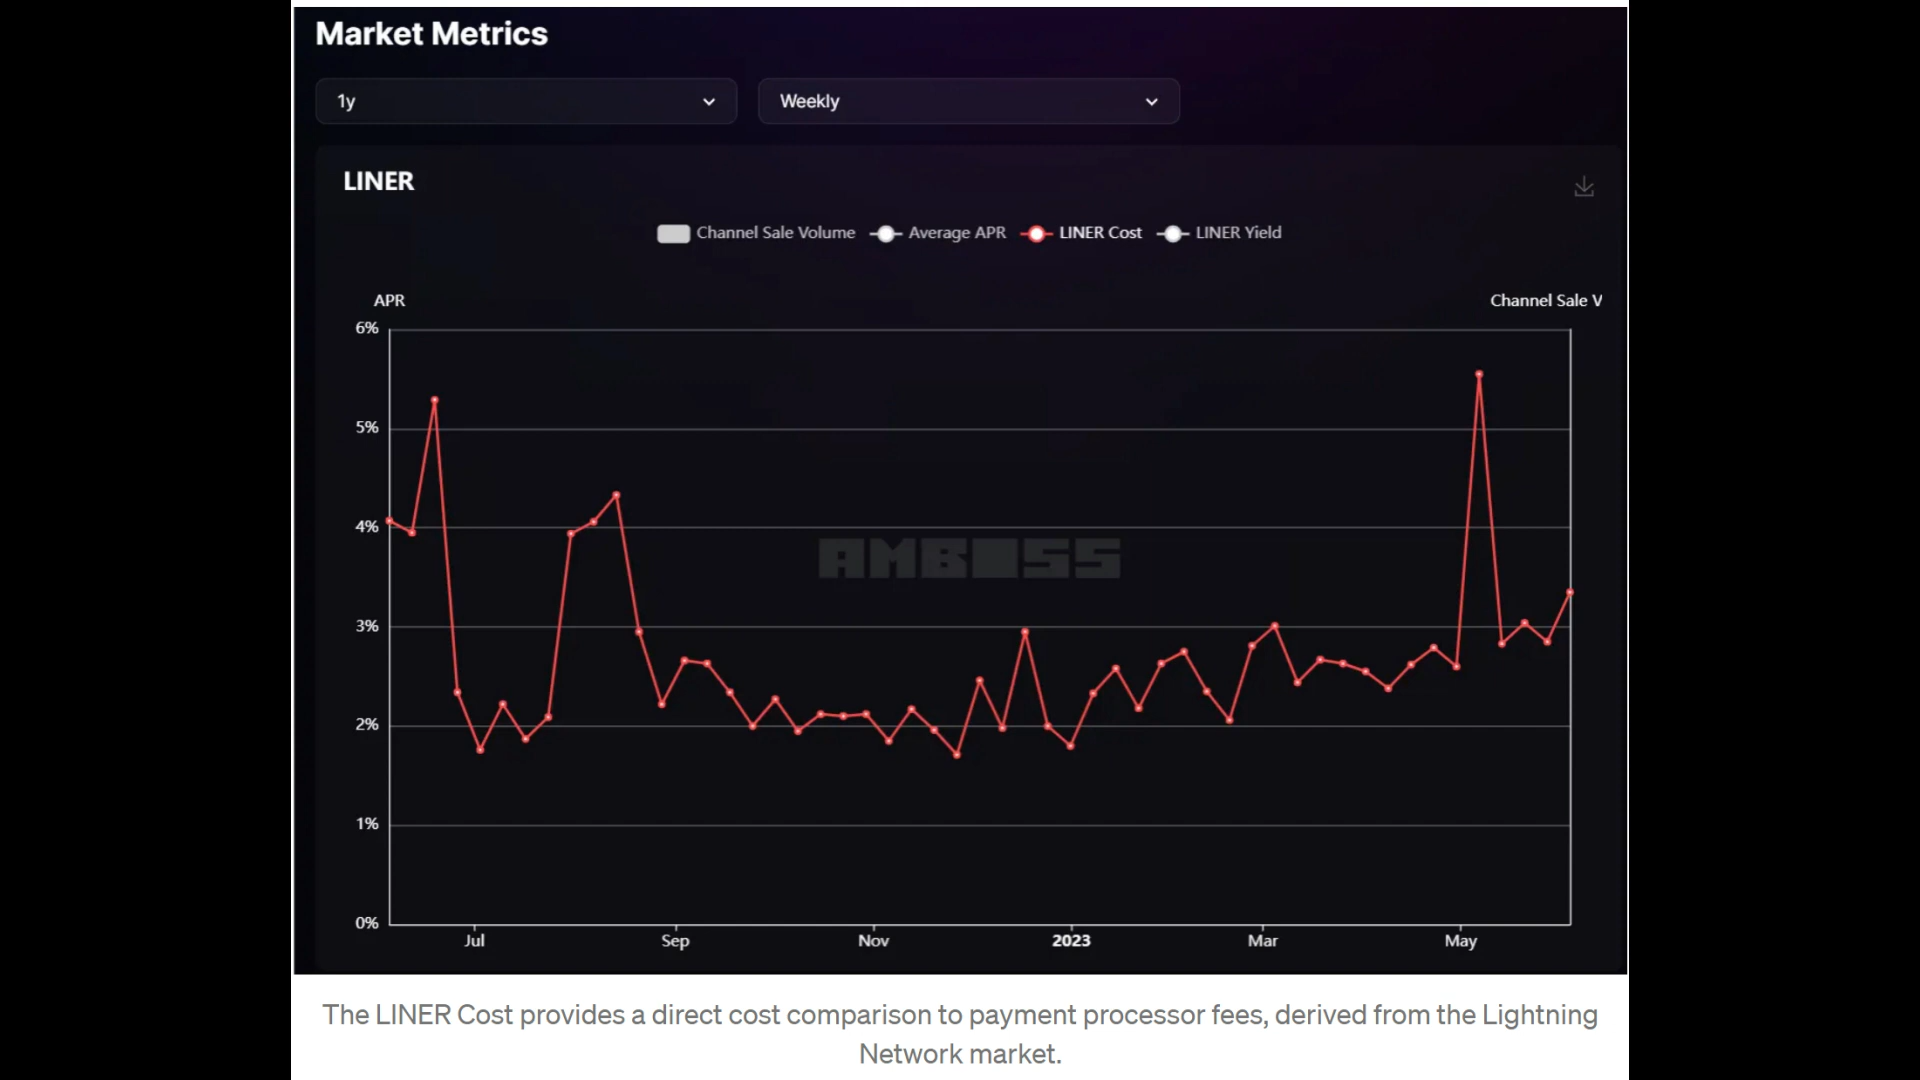 Market Metrics
1y
Weekly
LINER
Channel Sale Volume Average APR LINER Cost LINER Yield
APR Channel Sale V
6%
5%
4%
AMBOSS
3%
2%
1%
0%
Jul Sep Nov 2023 Mar May
The LINER Cost provides a direct cost comparison to payment processor fees, derived from the Lightning
Network market.